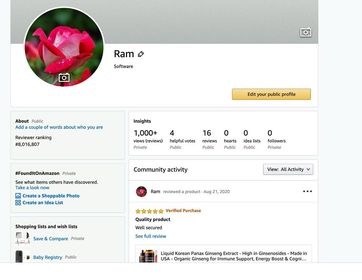 Ram
Software
Edit your public profile
About Public
Add a couple of words about who you are
Reviewer ranking
#8,016,807
Insights
1,000+ 4 16 0 0 0
views (reviews) helpful votes reviews hearts idea lists followers
Private Public Public Public Public Private
#FoundItOnAmazon Private
See what items others have discovered.
Take a look now
Create a Shoppable Photo
Create an Idea List
Community activity
View: All Activity
Ram reviewed a product · Aug 21, 2020
Verified Purchase
Quality product
Well secured
See full review
Shopping lists and wish lists
Save & Compare Private
Baby Registry Public
Liquid Korean Panax Ginseng Extract - High in Ginsenosides - Made in
USA - Organic Ginseng for Immune Support, Energy Boost & Cogni...